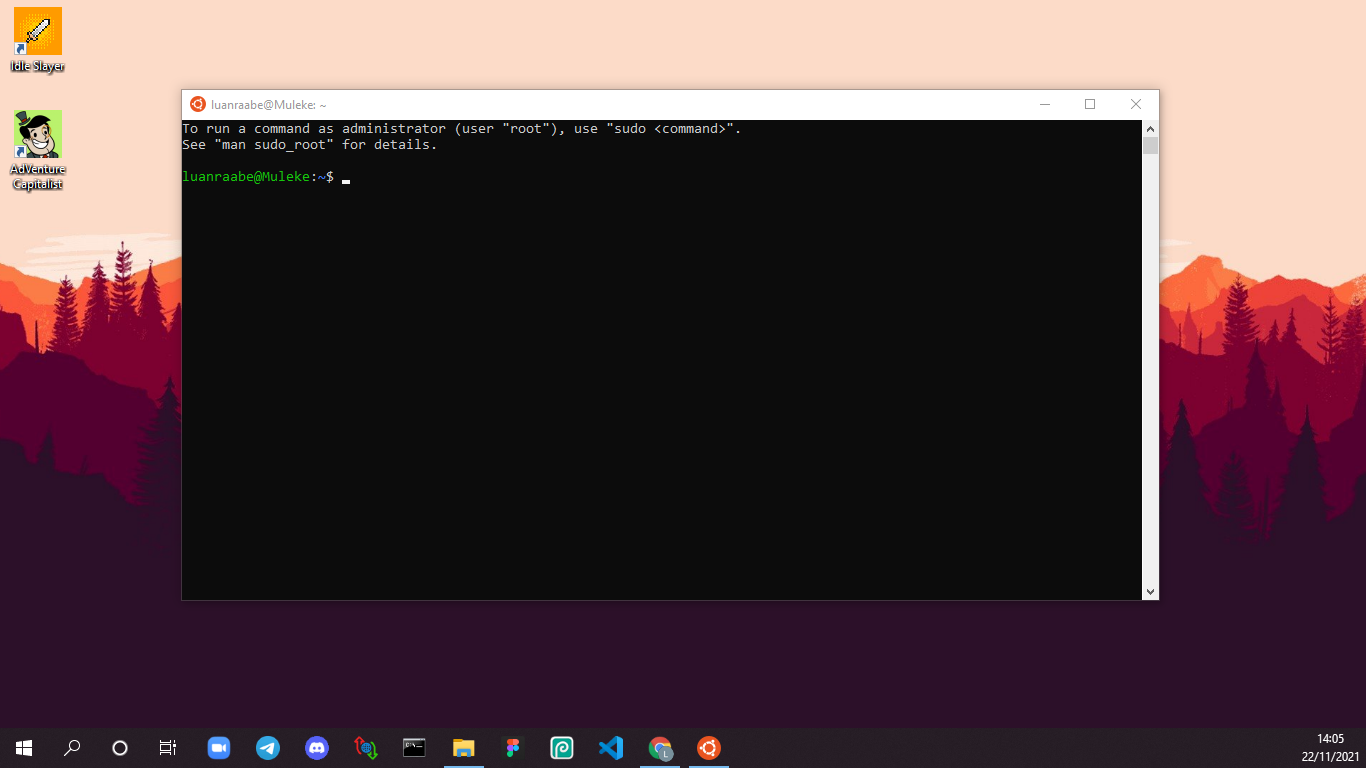 Idle Slayer
AdVenture
Capitalist
luanraabe@Muleke: ~
To run a command as administrator (user "root"), use "sudo <command>".
See "man sudo_root" for details.
luanraabe@Muleke:~$
C:\_
L
14:05
22/11/2021